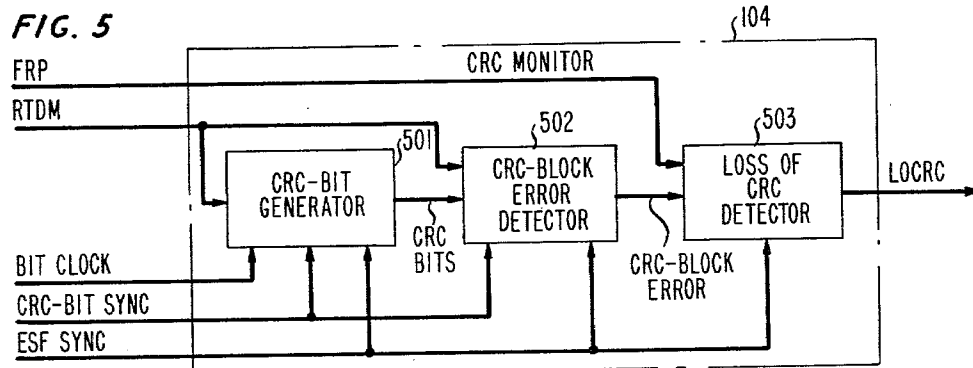 FIG. 5
104
FRP
CRC MONITOR
RTDM
501
502
503
CRC-BIT
GENERATOR
CRC-BLOCK
ERROR
DETECTOR
LOSS OF
CRC
DETECTOR
LOCRC
CRC
BITS
CRC-BLOCK
ERROR
BIT CLOCK
CRC-BIT SYNC
ESF SYNC